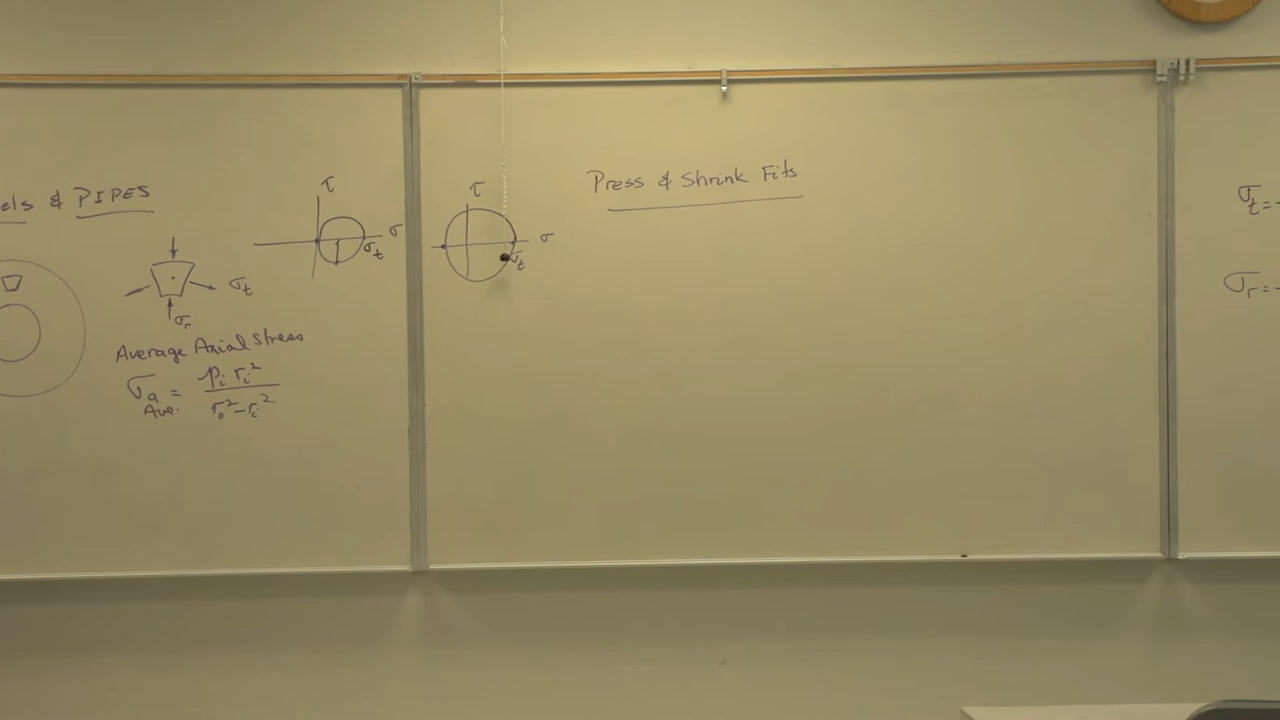 els & PIPES
σt
σr
Average Axial Stress
σa Ave. = pi ri² / ro² - ri²
τ
σ
σt
τ
σ
σt
Press & Shrink Fits
σt = -
σr = -